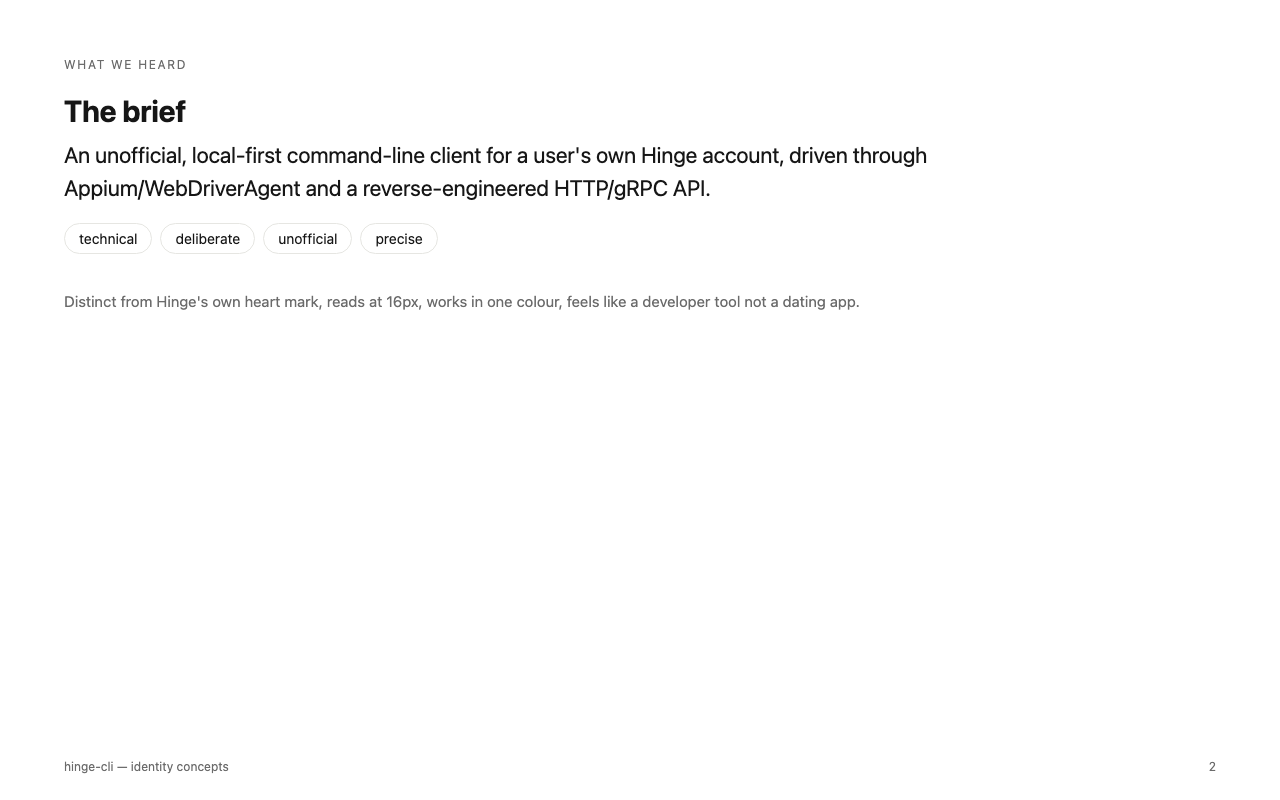 WHAT WE HEARD
The brief
An unofficial, local-first command-line client for a user's own Hinge account, driven through
Appium/WebDriverAgent and a reverse-engineered HTTP/gRPC API.
technical deliberate unofficial precise
Distinct from Hinge's own heart mark, reads at 16px, works in one colour, feels like a developer tool not a dating app.
hinge-cli — identity concepts 2